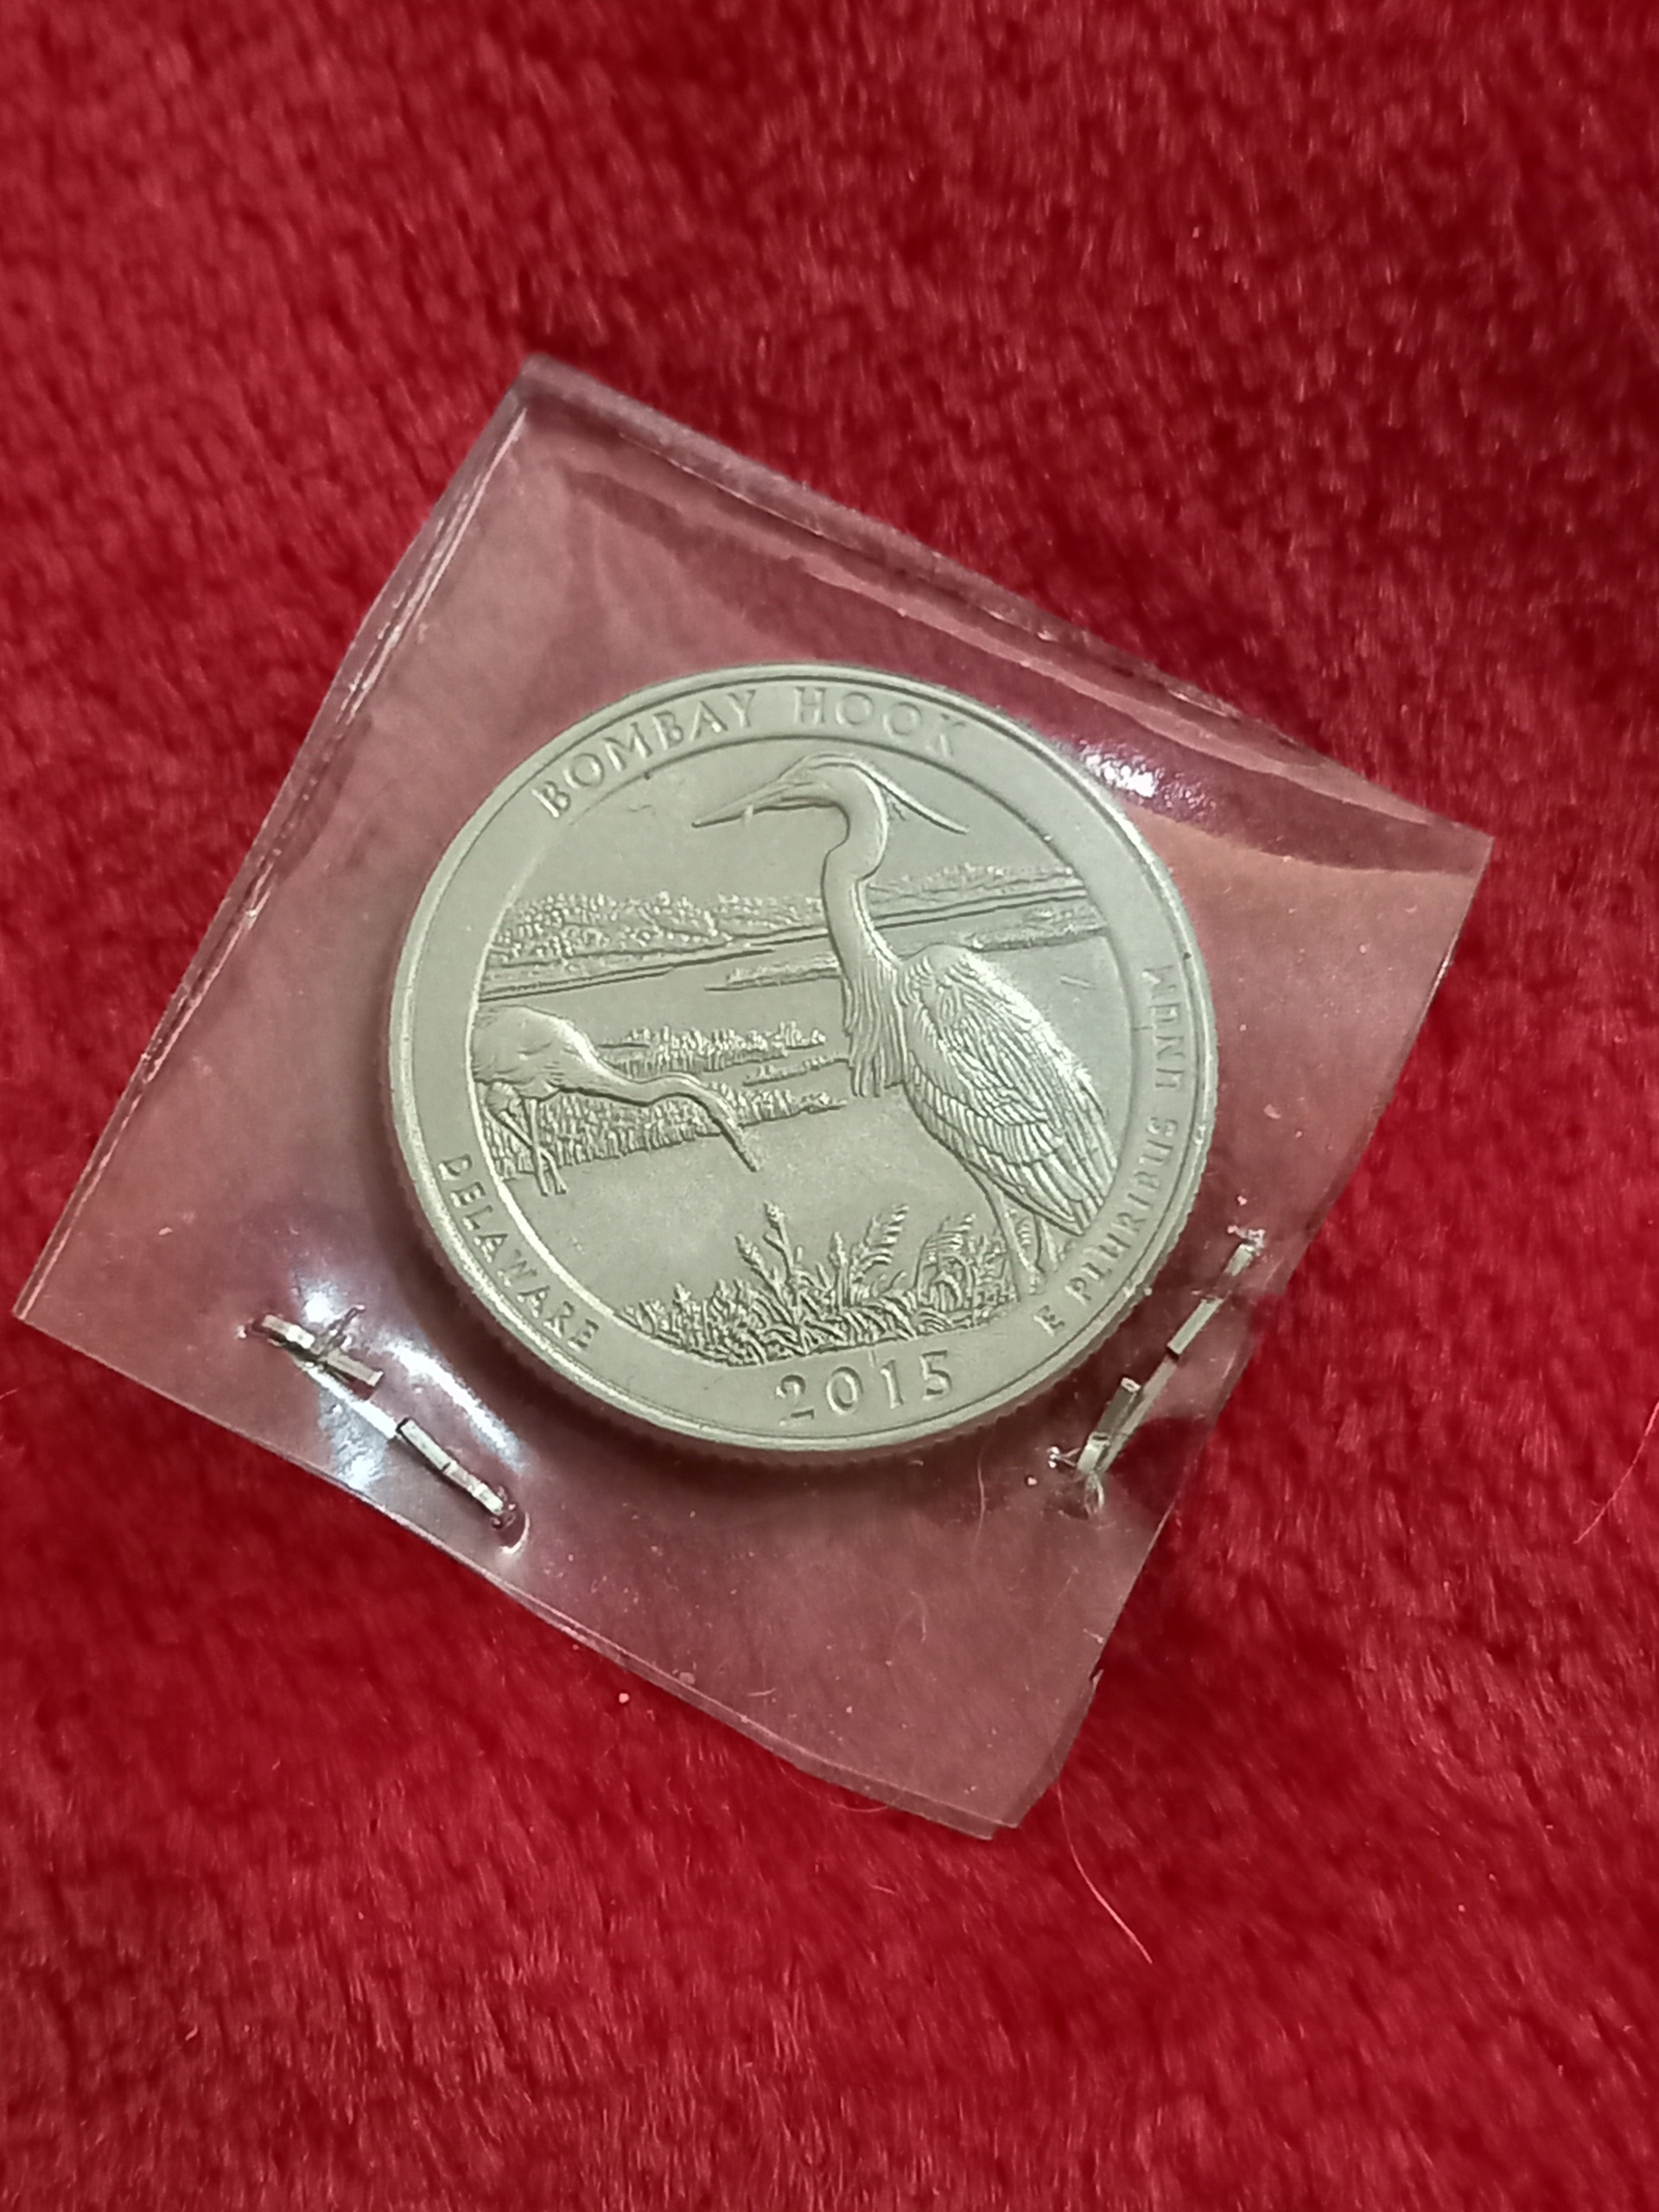 BOMBAY HOOK
DELAWARE
2015
E PLURIBUS UNUM